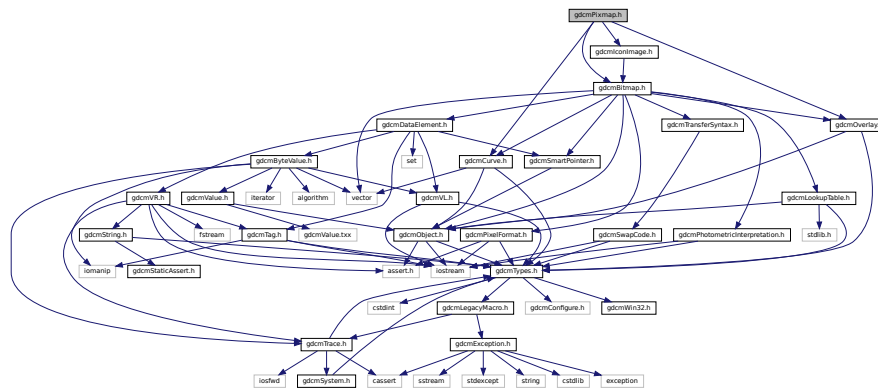 gdcmPixmap.h
gdcmIconImage.h
gdcmBitmap.h
gdcmDataElement.h
gdcmTransferSyntax.h
gdcmOverlay.
gdcmByteValue.h
set
gdcmCurve.h
gdcmSmartPointer.h
gdcmVR.h
gdcmValue.h
iterator
algorithm
vector
gdcmVL.h
gdcmLookupTable.h
gdcmString.h
fstream
gdcmTag.h
gdcmValue.txx
gdcmObject.h
gdcmPixelFormat.h
gdcmSwapCode.h
gdcmPhotometricInterpretation.h
stdlib.h
iomanip
gdcmStaticAssert.h
assert.h
iostream
gdcmTypes.h
cstdint
gdcmLegacyMacro.h
gdcmConfigure.h
gdcmWin32.h
gdcmTrace.h
gdcmException.h
iosfwd
gdcmSystem.h
cassert
sstream
stdexcept
string
cstdlib
exception